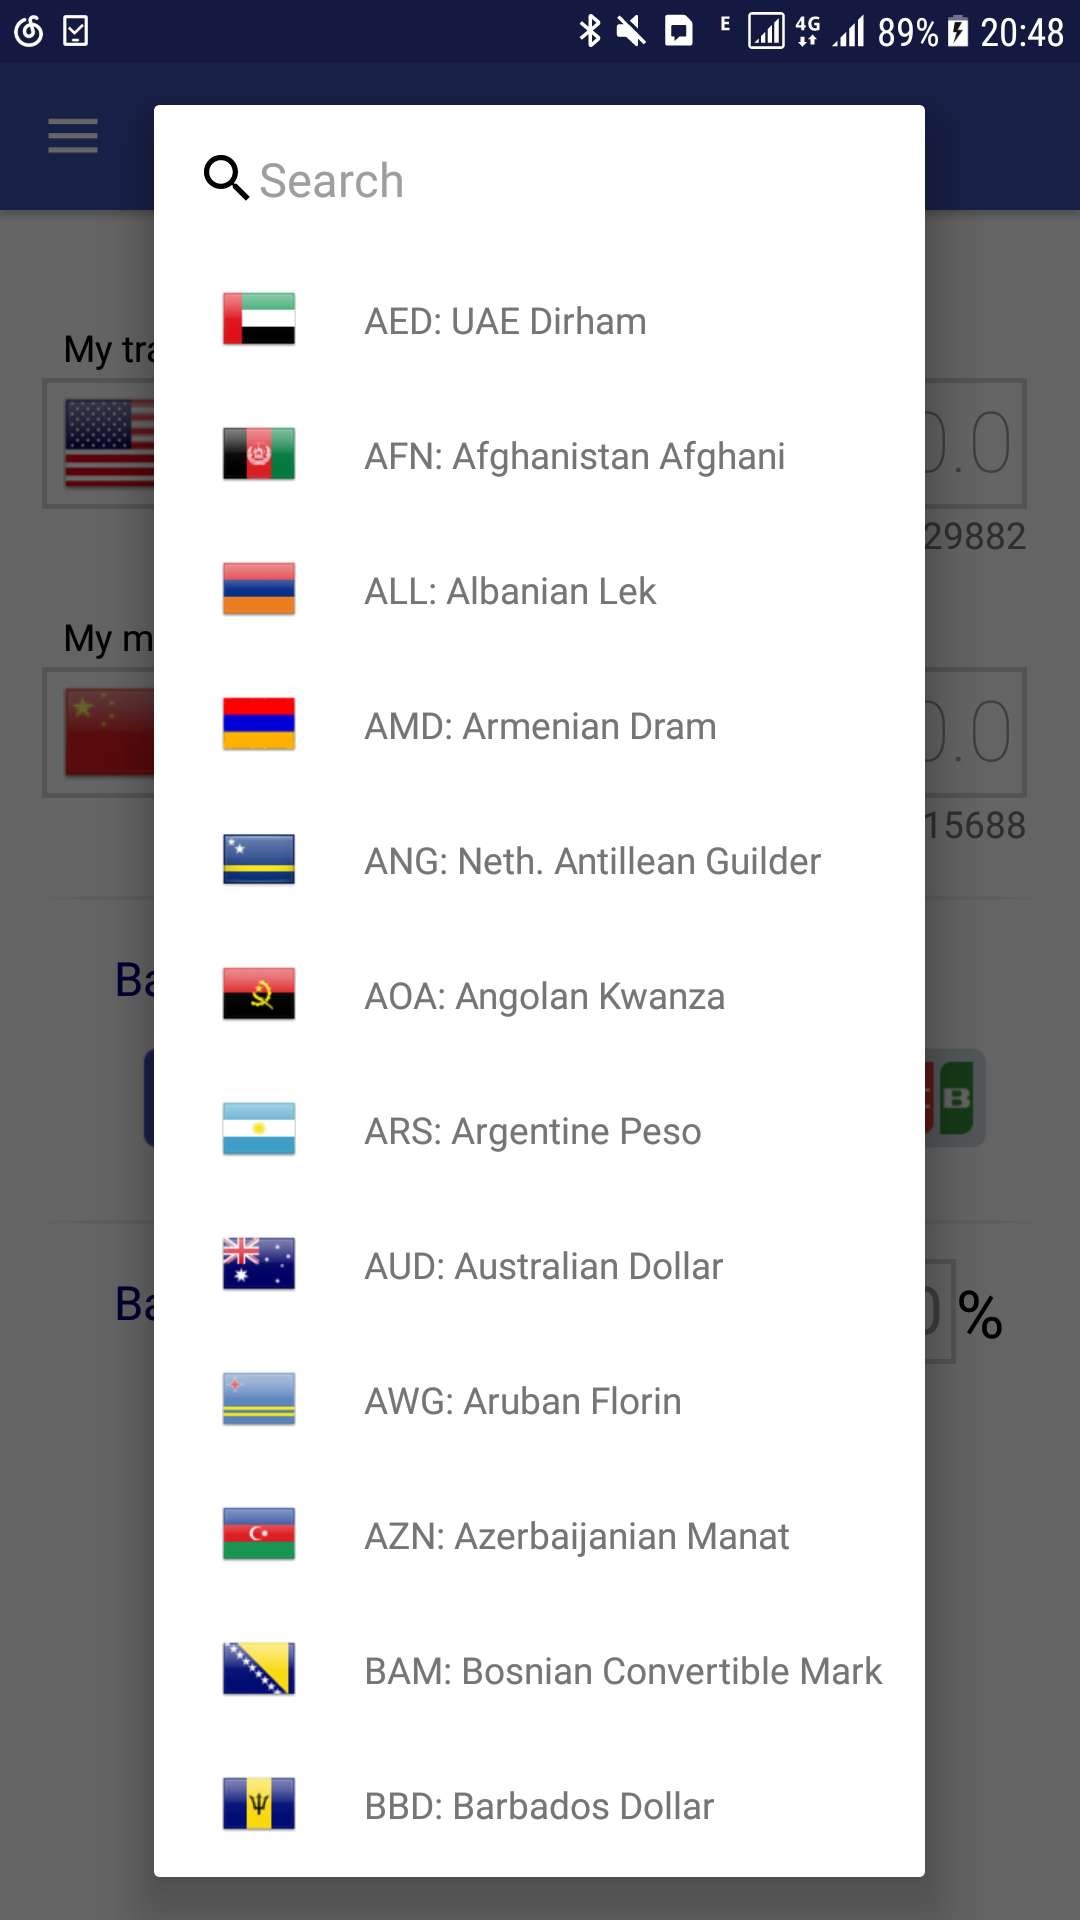 E 4G 89% 20:48
Search
AED: UAE Dirham
My tra
AFN: Afghanistan Afghani
0.0
29882
ALL: Albanian Lek
My m
AMD: Armenian Dram
0.0
15688
ANG: Neth. Antillean Guilder
Ba
AOA: Angolan Kwanza
B
ARS: Argentine Peso
AUD: Australian Dollar
Ba
0 %
AWG: Aruban Florin
AZN: Azerbaijanian Manat
BAM: Bosnian Convertible Mark
BBD: Barbados Dollar